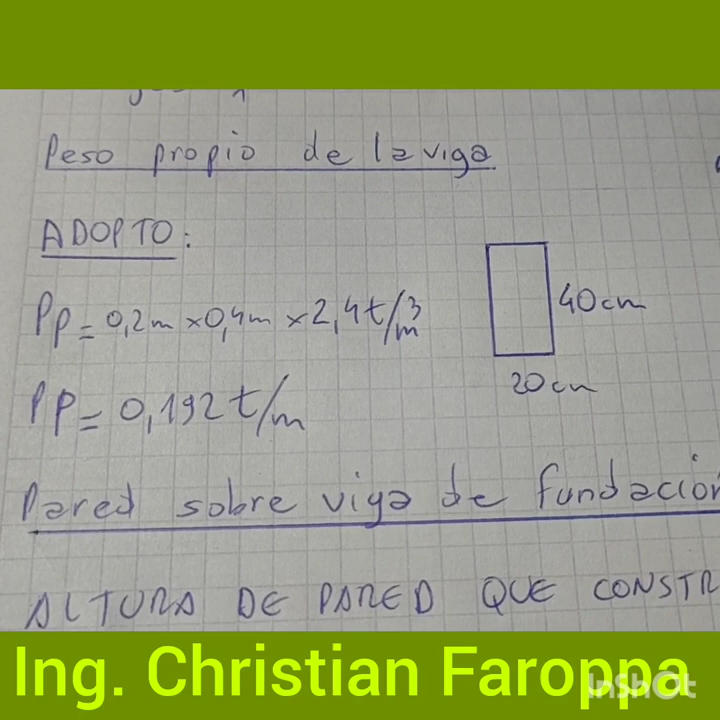 Peso propio de la viga
ADOPTO:
Pp = 0,2m x 0,4m x 2,4t/m³
40cm
20cm
PP = 0,192 t/m
Pared sobre viga de fundación
ALTURA DE PARED QUE CONSTR
Ing. Christian Faroppa
InShOt